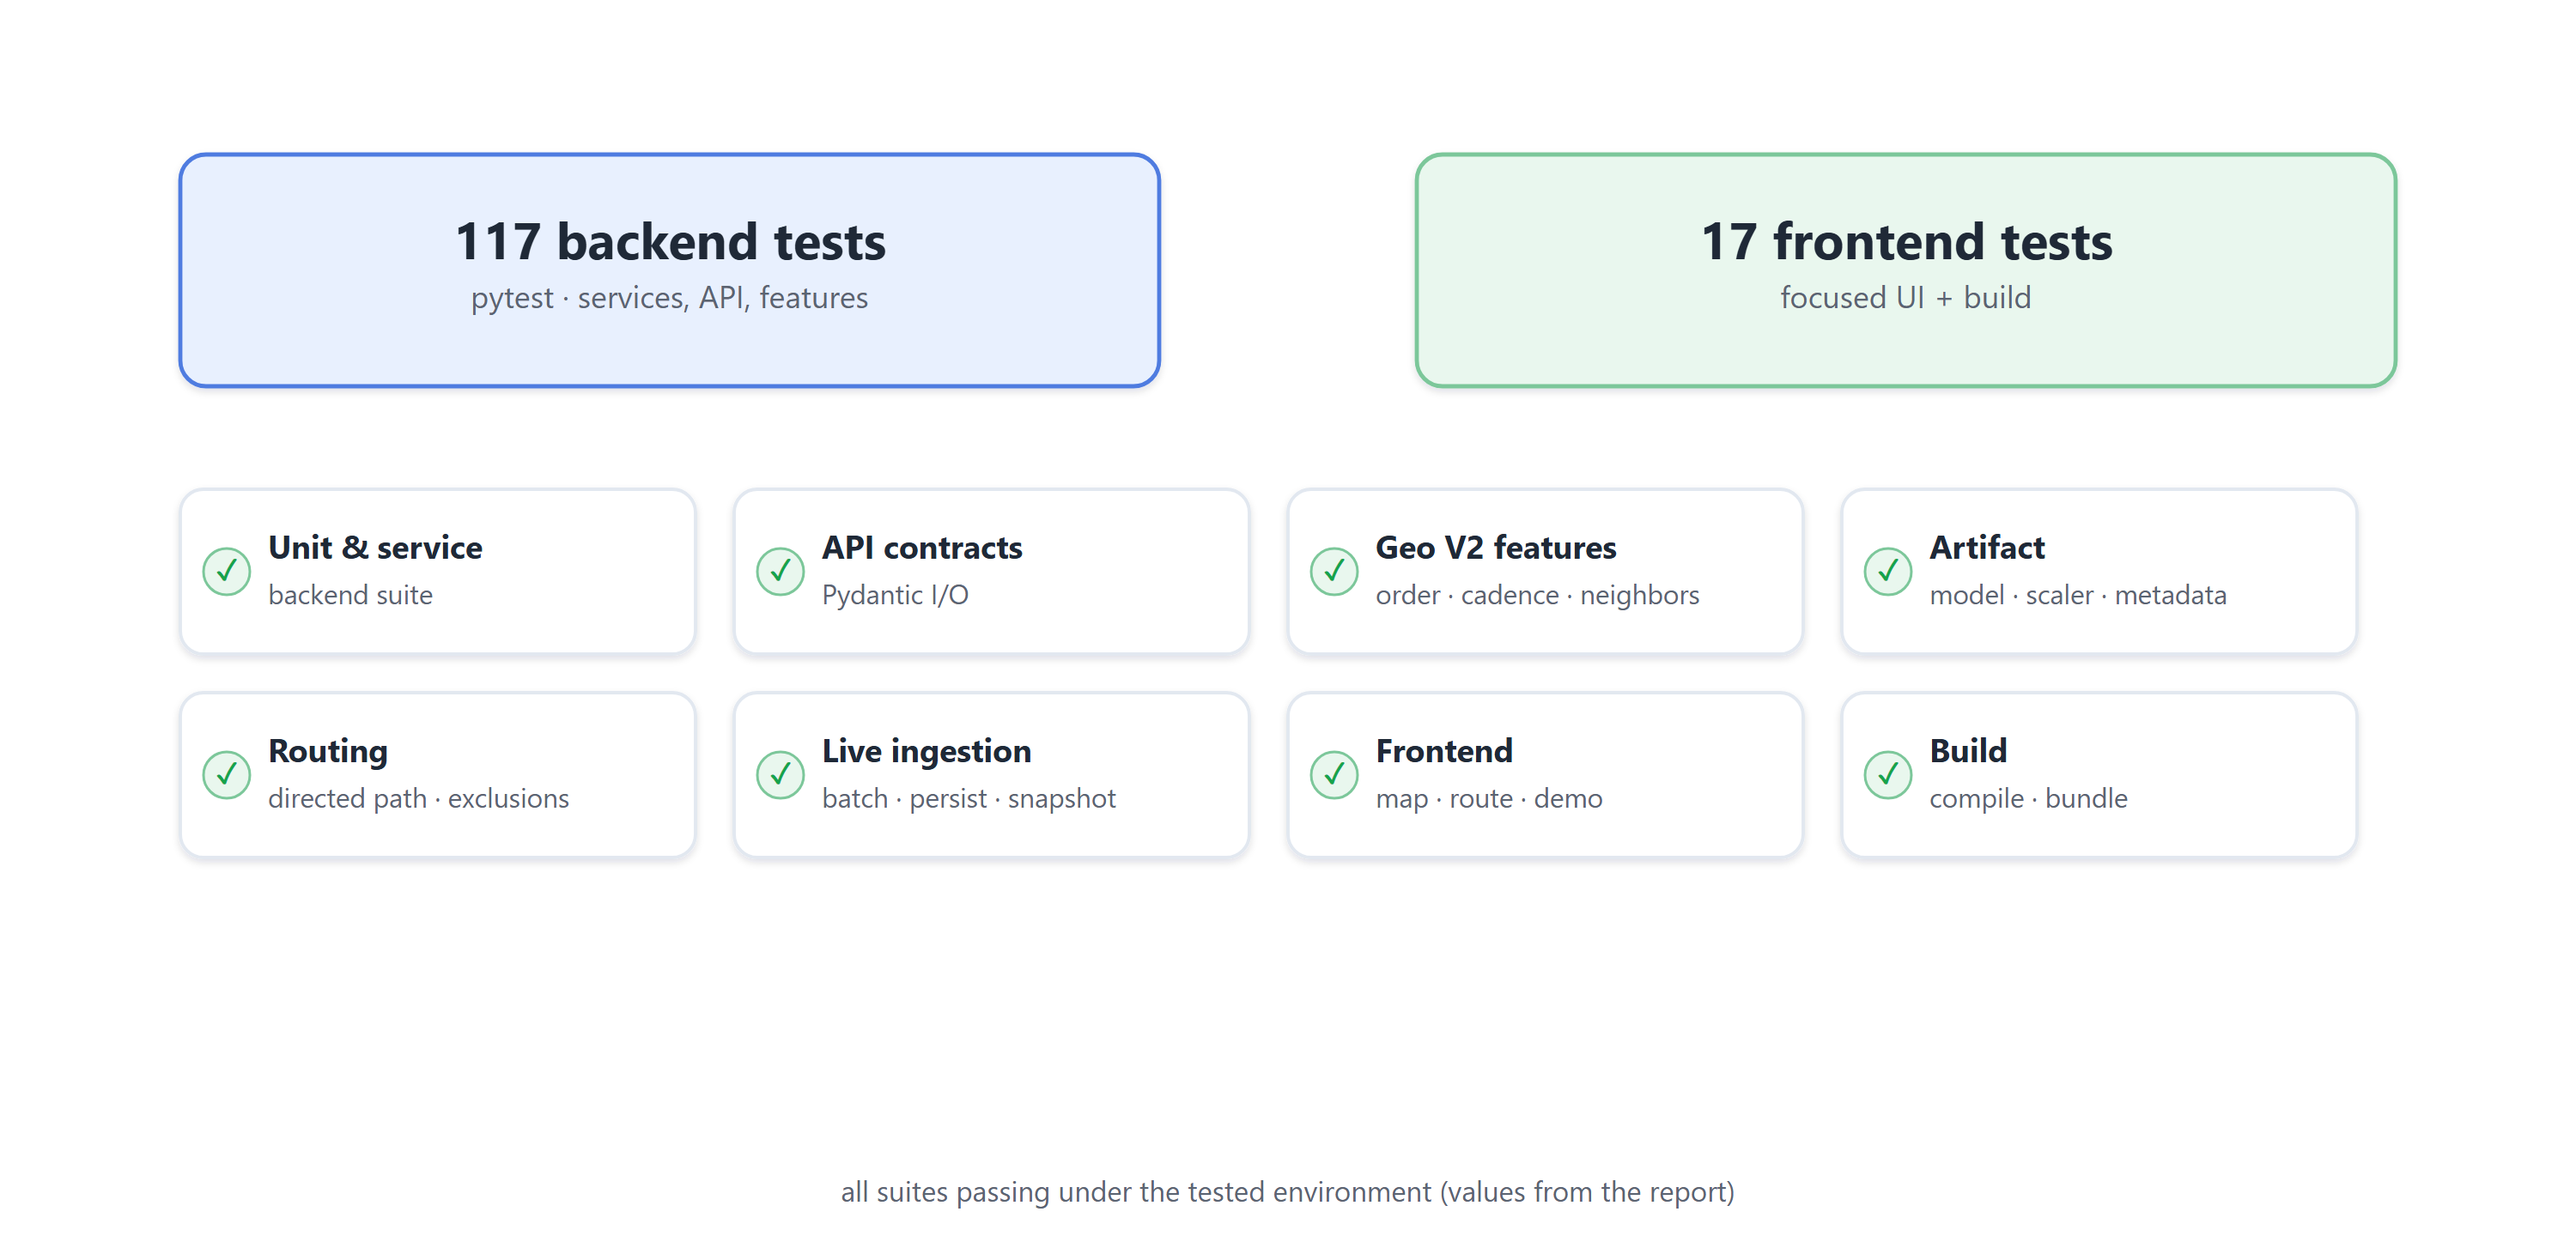 117 backend tests
pytest · services, API, features
17 frontend tests
focused UI + build
Unit & service
backend suite
API contracts
Pydantic I/O
Geo V2 features
order · cadence · neighbors
Artifact
model · scaler · metadata
Routing
directed path · exclusions
Live ingestion
batch · persist · snapshot
Frontend
map · route · demo
Build
compile · bundle
all suites passing under the tested environment (values from the report)